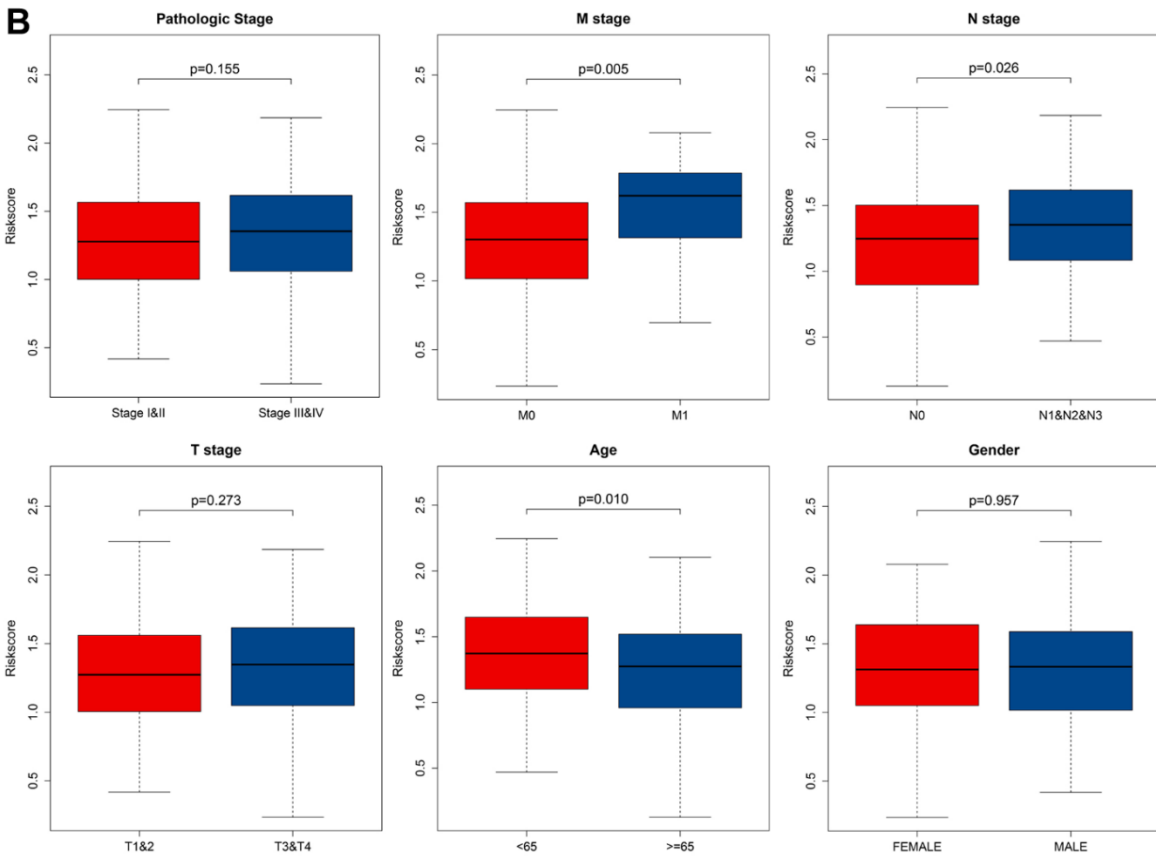 B
Pathologic Stage
p=0.155
Riskscore
2.5
2.0
1.5
1.0
0.5
Stage I&II
Stage III&IV
M stage
p=0.005
Riskscore
2.5
2.0
1.5
1.0
0.5
M0
M1
N stage
p=0.026
Riskscore
2.5
2.0
1.5
1.0
0.5
N0
N1&N2&N3
T stage
p=0.273
Riskscore
2.5
2.0
1.5
1.0
0.5
T1&2
T3&T4
Age
p=0.010
Riskscore
2.5
2.0
1.5
1.0
0.5
<65
>=65
Gender
p=0.957
Riskscore
2.5
2.0
1.5
1.0
0.5
FEMALE
MALE